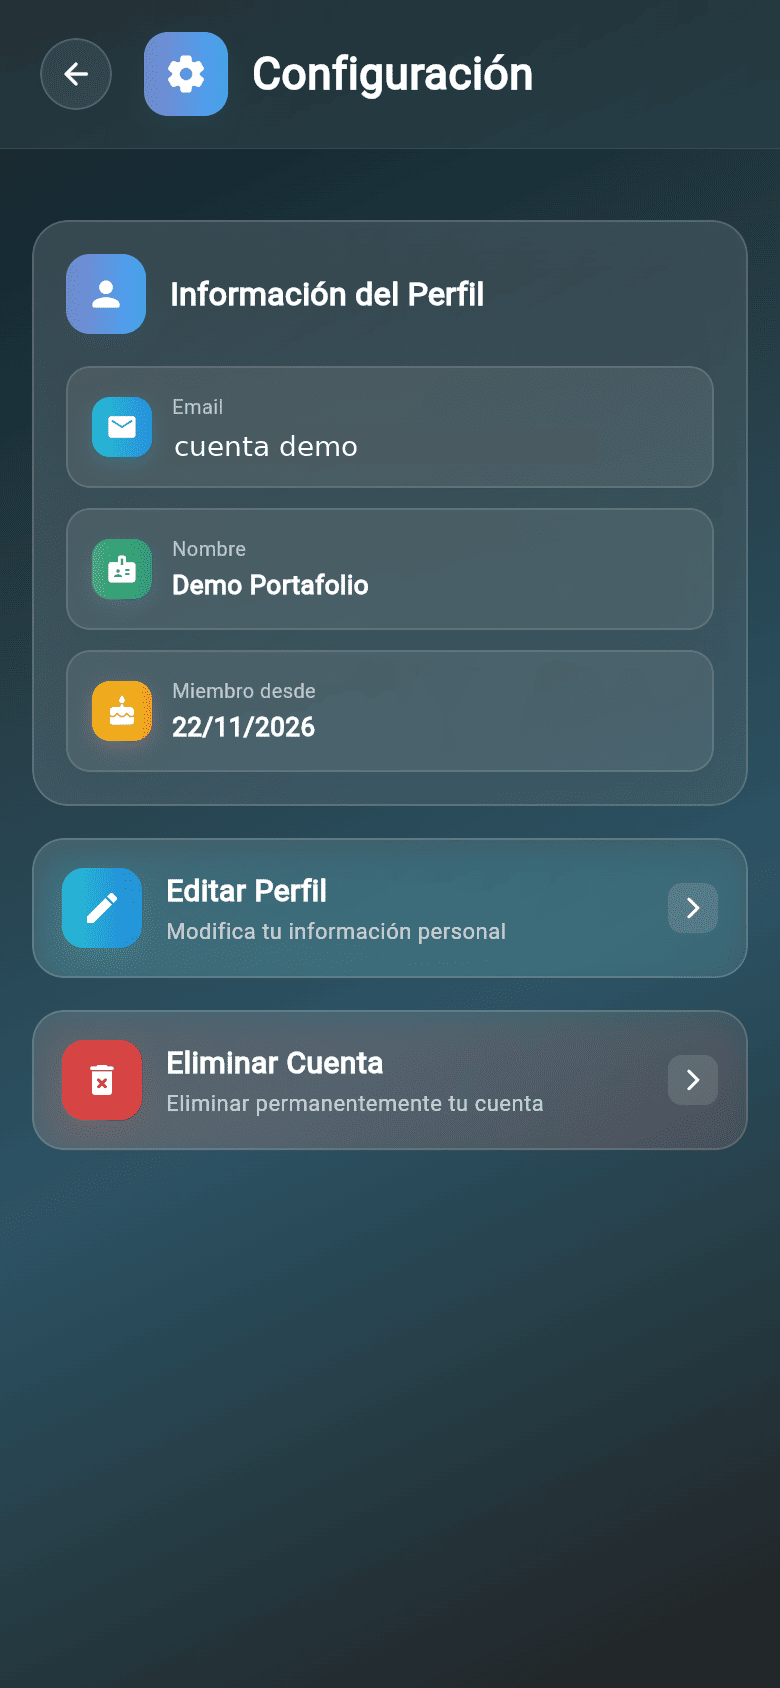 Configuración
Información del Perfil
Email
cuenta demo
Nombre
Demo Portafolio
Miembro desde
22/11/2026
Editar Perfil
Modifica tu información personal
Eliminar Cuenta
Eliminar permanentemente tu cuenta